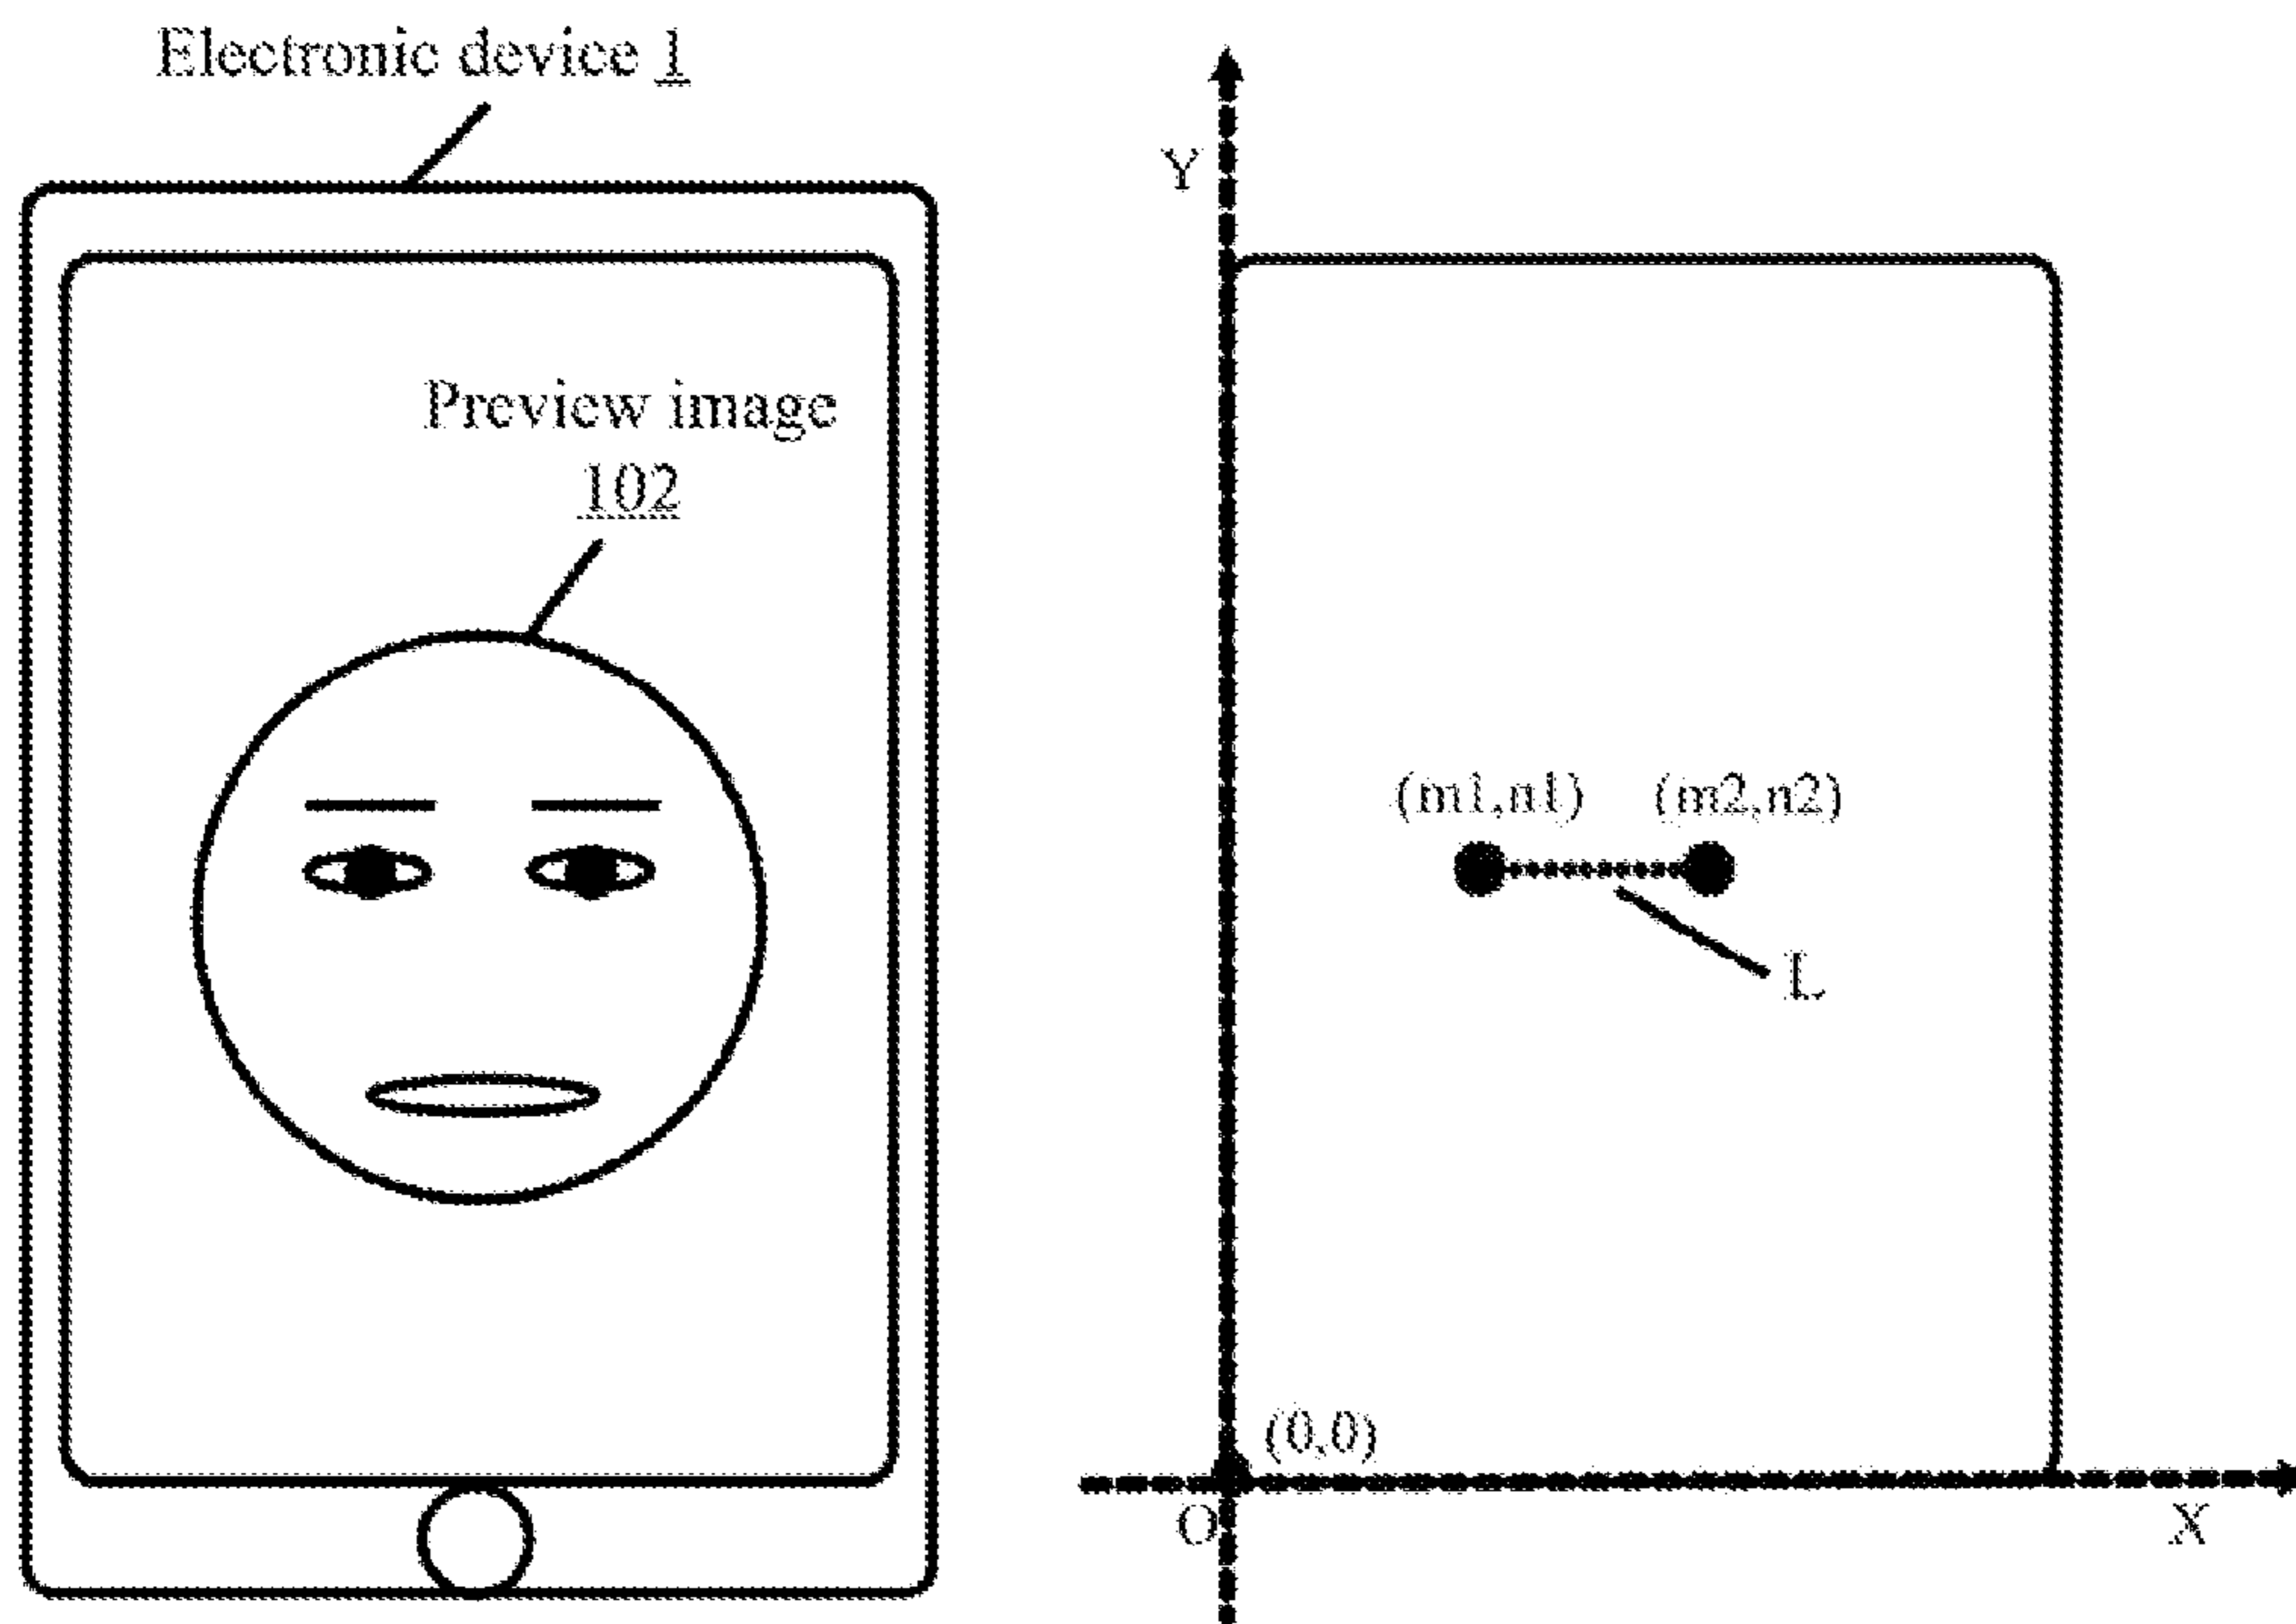 Electronic device 1
Preview image
102
Y
(m1,n1) (m2,n2)
L
(0,0)
O
X